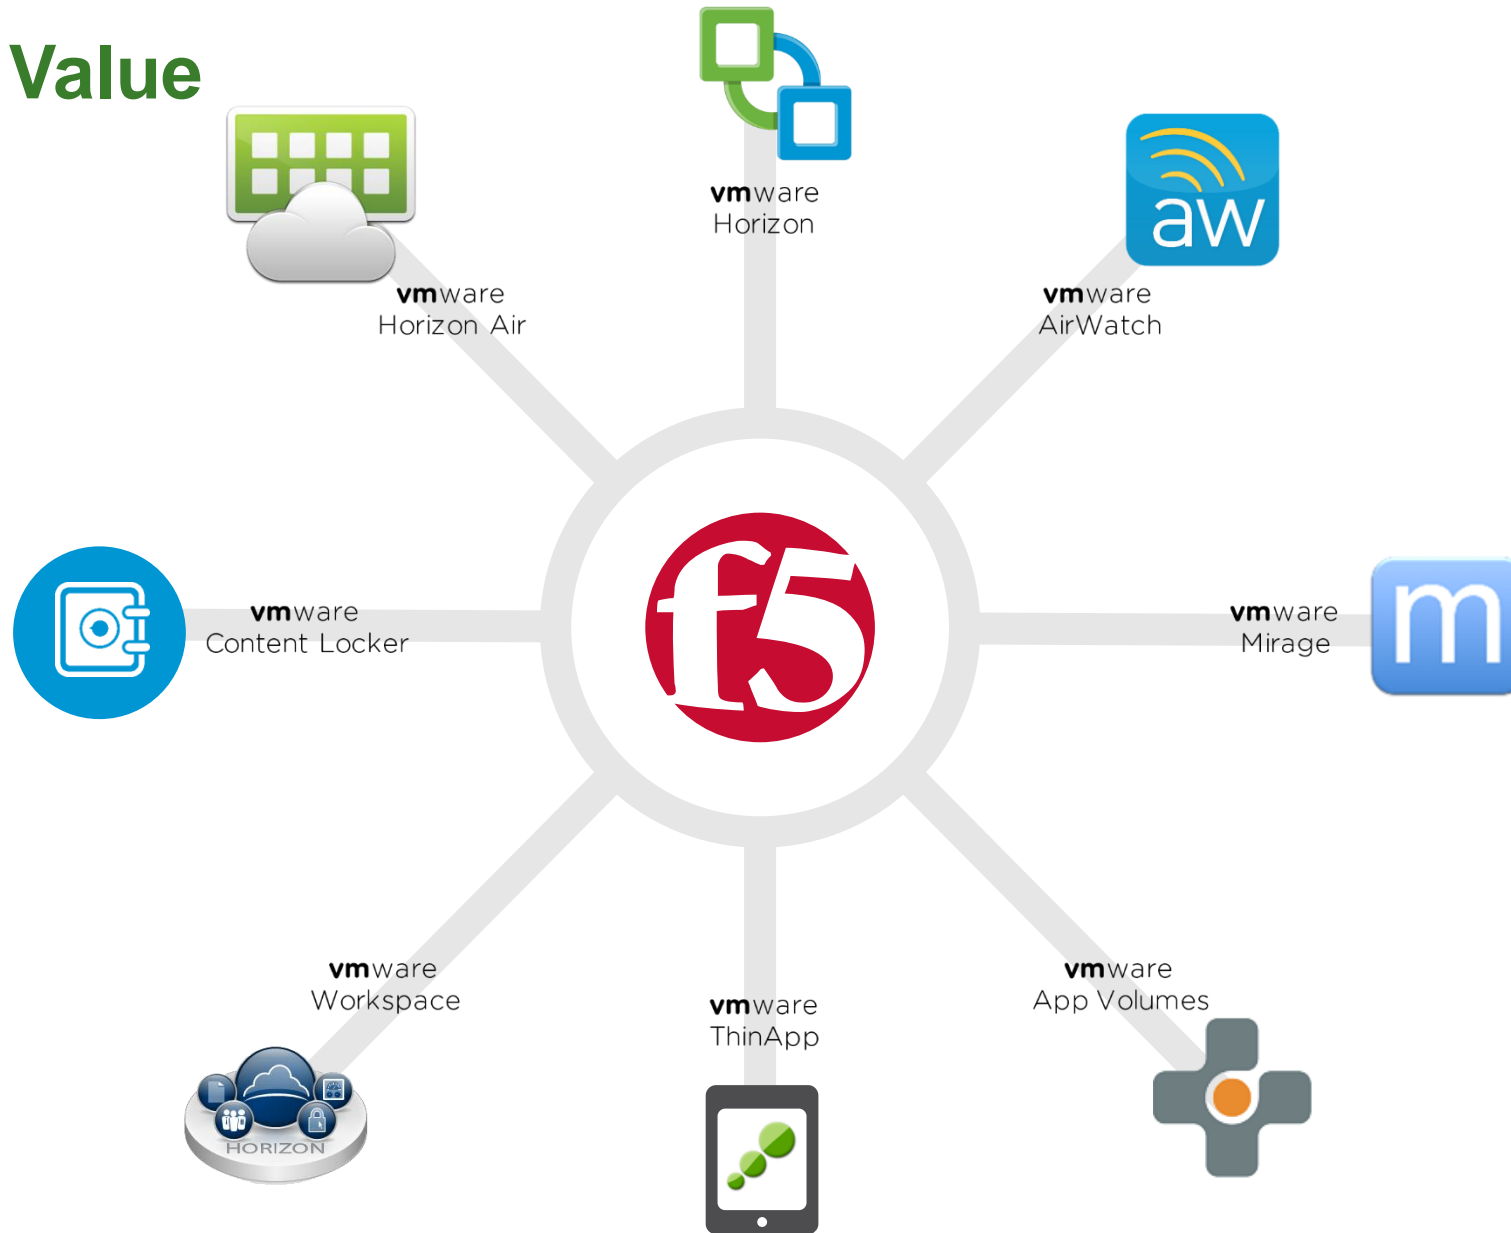 Value
vmware
Horizon
aw
vmware
Horizon Air
vmware
AirWatch
f5
vmware
Content Locker
vmware
Mirage
m
vmware
Workspace
vmware
App Volumes
vmware
ThinApp
HORIZON